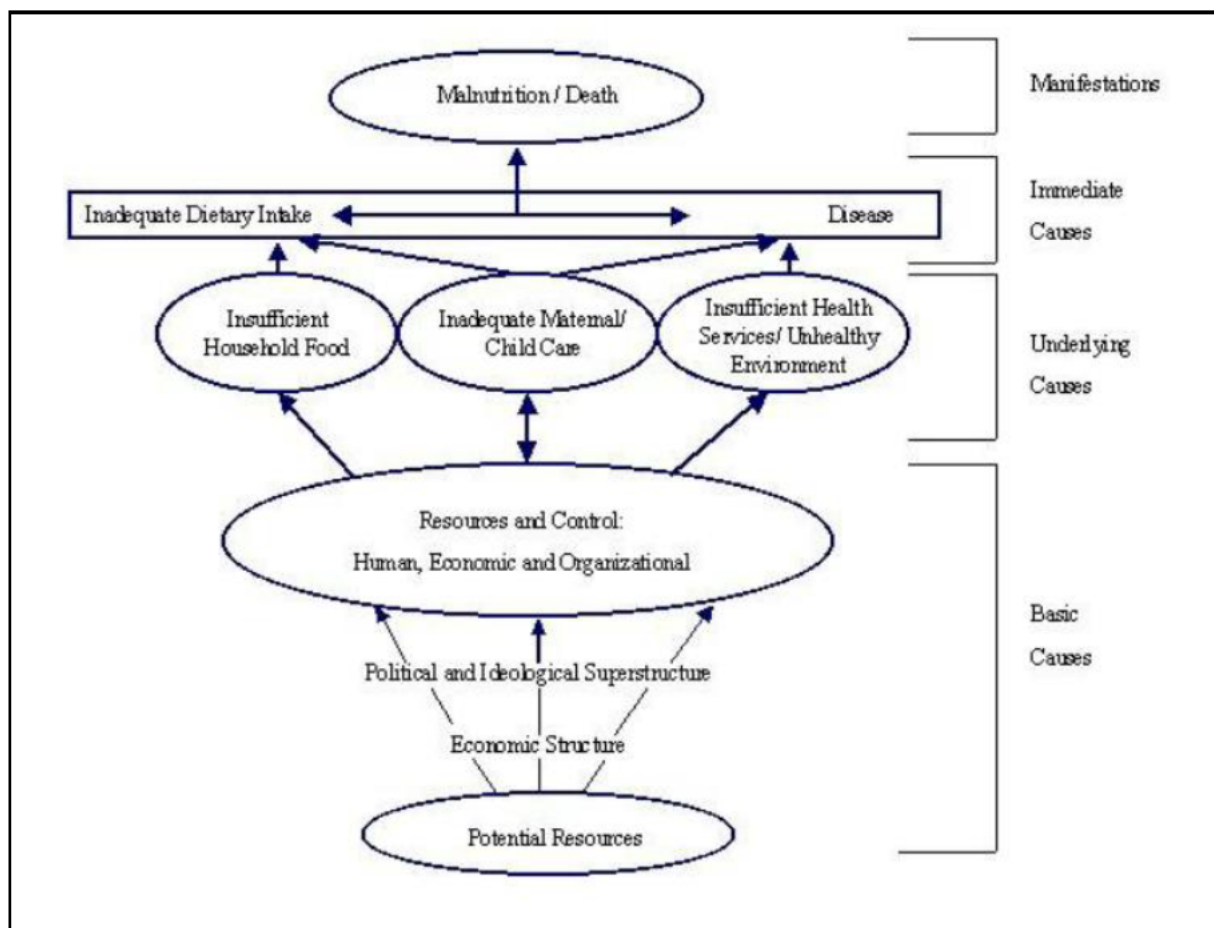 Malnutrition / Death
Manifestations
Inadequate Dietary Intake
Disease
Immediate
Causes
Insufficient
Household Food
Inadequate Maternal/
Child Care
Insufficient Health
Services/ Unhealthy
Environment
Underlying
Causes
Resources and Control:
Human, Economic and Organizational
Basic
Causes
Political and Ideological Superstructure
Economic Structure
Potential Resources